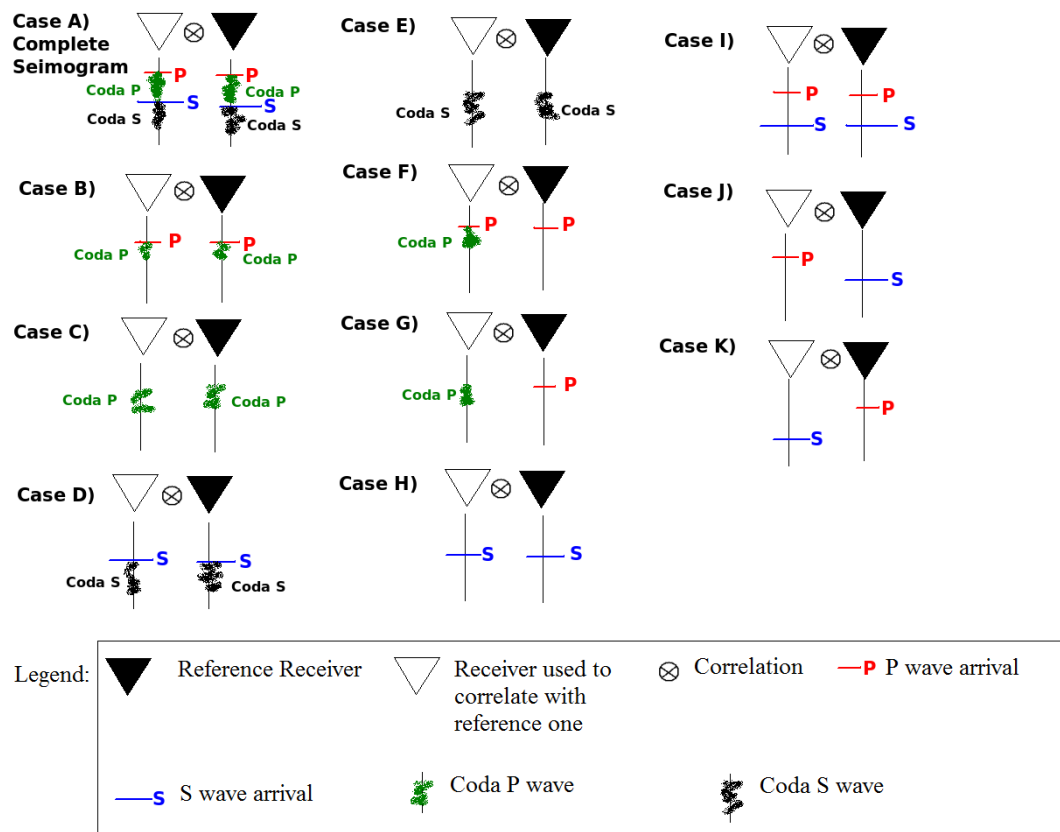 Case A)
Complete
Seimogram
P
P
Coda P
Coda P
S
S
Coda S
Coda S
Case B)
P
P
Coda P
Coda P
Case C)
Coda P
Coda P
Case D)
S
S
Coda S
Coda S
Case E)
Coda S
Coda S
Case F)
P
P
Coda P
Case G)
Coda P
P
Case H)
S
S
Case I)
P
P
S
S
Case J)
P
S
Case K)
P
S
Legend:
Reference Receiver
Receiver used to
correlate with
reference one
Correlation
P P wave arrival
S S wave arrival
Coda P wave
Coda S wave